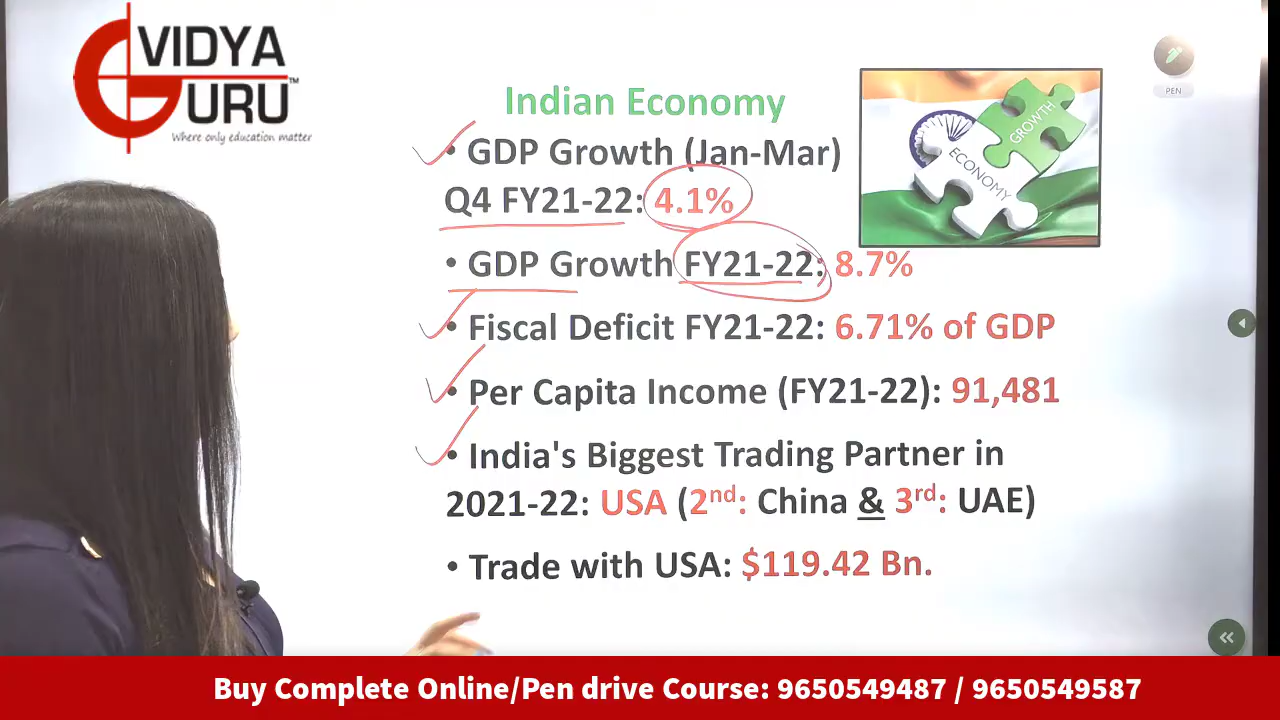 VIDYA
GURU™
Where only education matter
PEN
Indian Economy
GROWTH
ECONOMY
• GDP Growth (Jan-Mar)
Q4 FY21-22: 4.1%
• GDP Growth FY21-22: 8.7%
• Fiscal Deficit FY21-22: 6.71% of GDP
• Per Capita Income (FY21-22): 91,481
• India's Biggest Trading Partner in
2021-22: USA (2nd: China & 3rd: UAE)
• Trade with USA: $119.42 Bn.
Buy Complete Online/Pen drive Course: 9650549487 / 9650549587